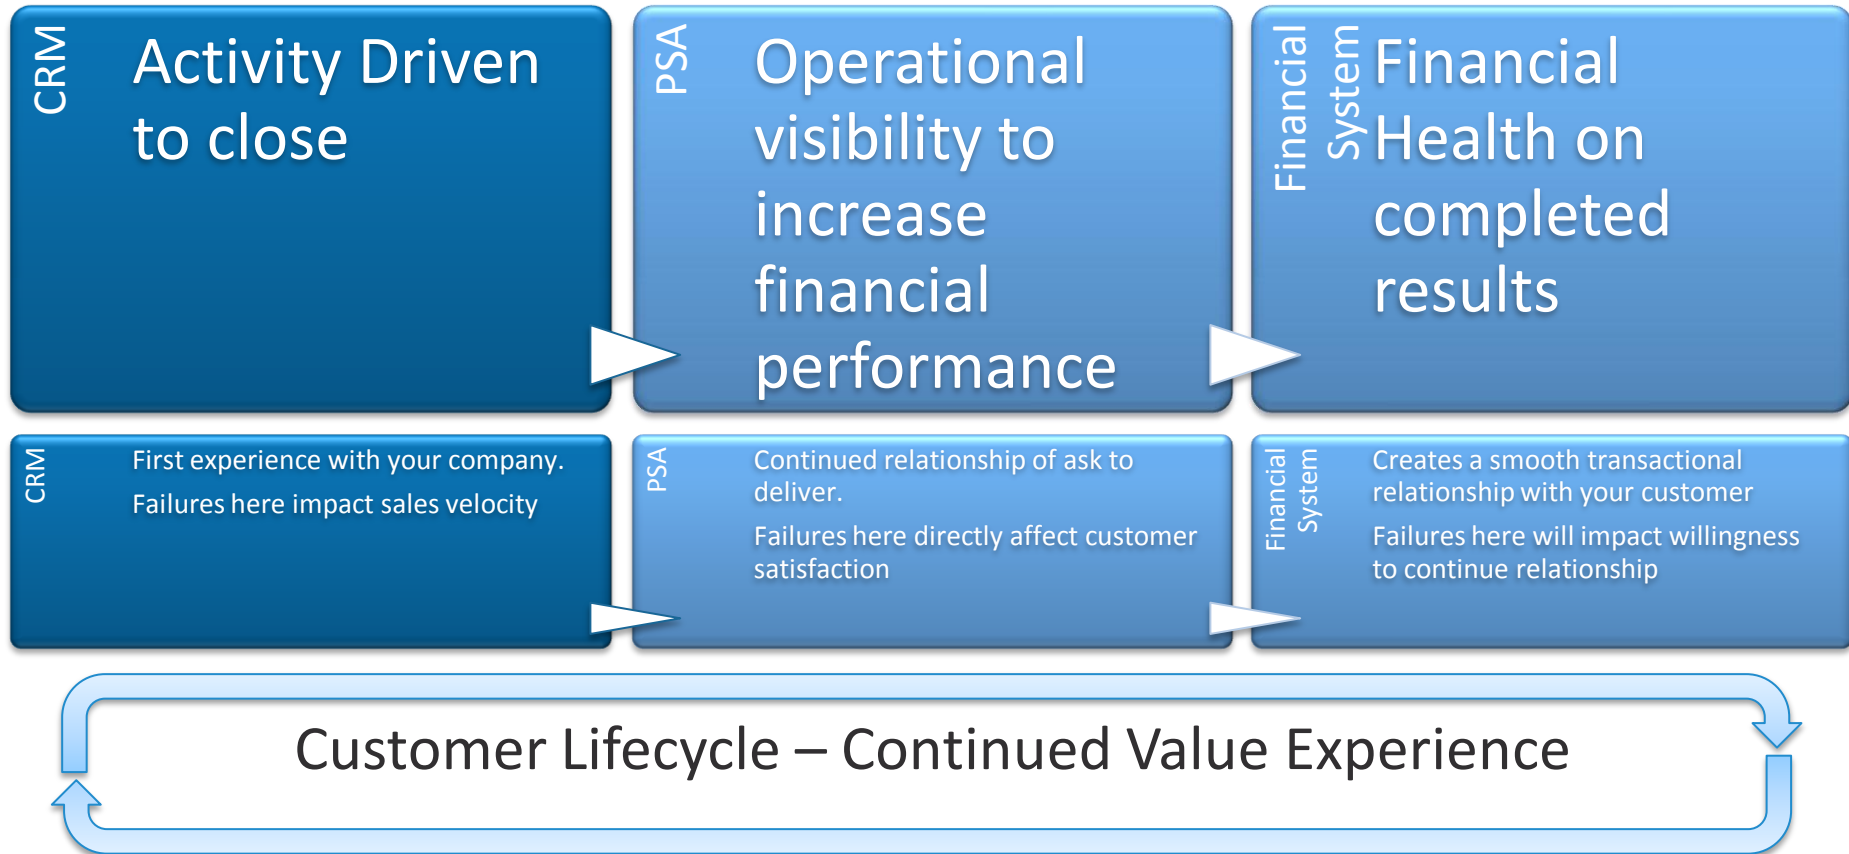 CRM
Activity Driven
to close
PSA
Operational
visibility to
increase
financial
performance
Financial
System
Financial
Health on
completed
results
CRM
First experience with your company.
Failures here impact sales velocity
PSA
Continued relationship of ask to
deliver.
Failures here directly affect customer
satisfaction
Financial
System
Creates a smooth transactional
relationship with your customer
Failures here will impact willingness
to continue relationship
Customer Lifecycle – Continued Value Experience